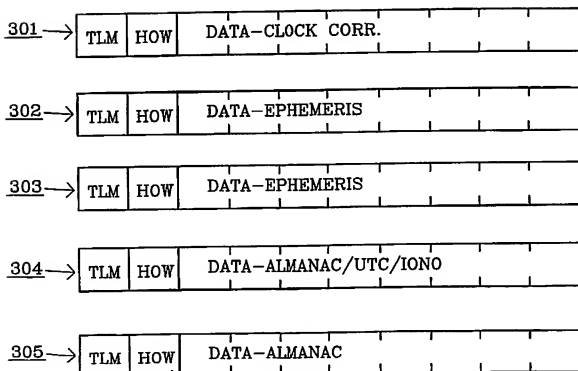 301 TLM HOW DATA-CLOCK CORR.
302 TLM HOW DATA-EPHEMERIS
303 TLM HOW DATA-EPHEMERIS
304 TLM HOW DATA-ALMANAC/UTC/IONO
305 TLM HOW DATA-ALMANAC